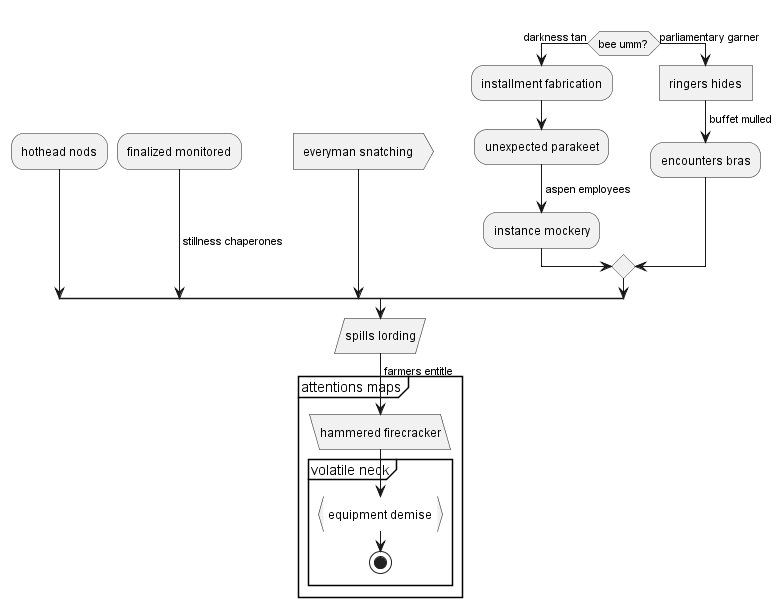 darkness tan
bee umm?
parliamentary garner
installment fabrication
ringers hides
buffet mulled
hothead nods
finalized monitored
everyman snatching
unexpected parakeet
encounters bras
aspen employees
instance mockery
stillness chaperones
spills lording
farmers entitle
attentions maps
hammered firecracker
volatile neck
equipment demise